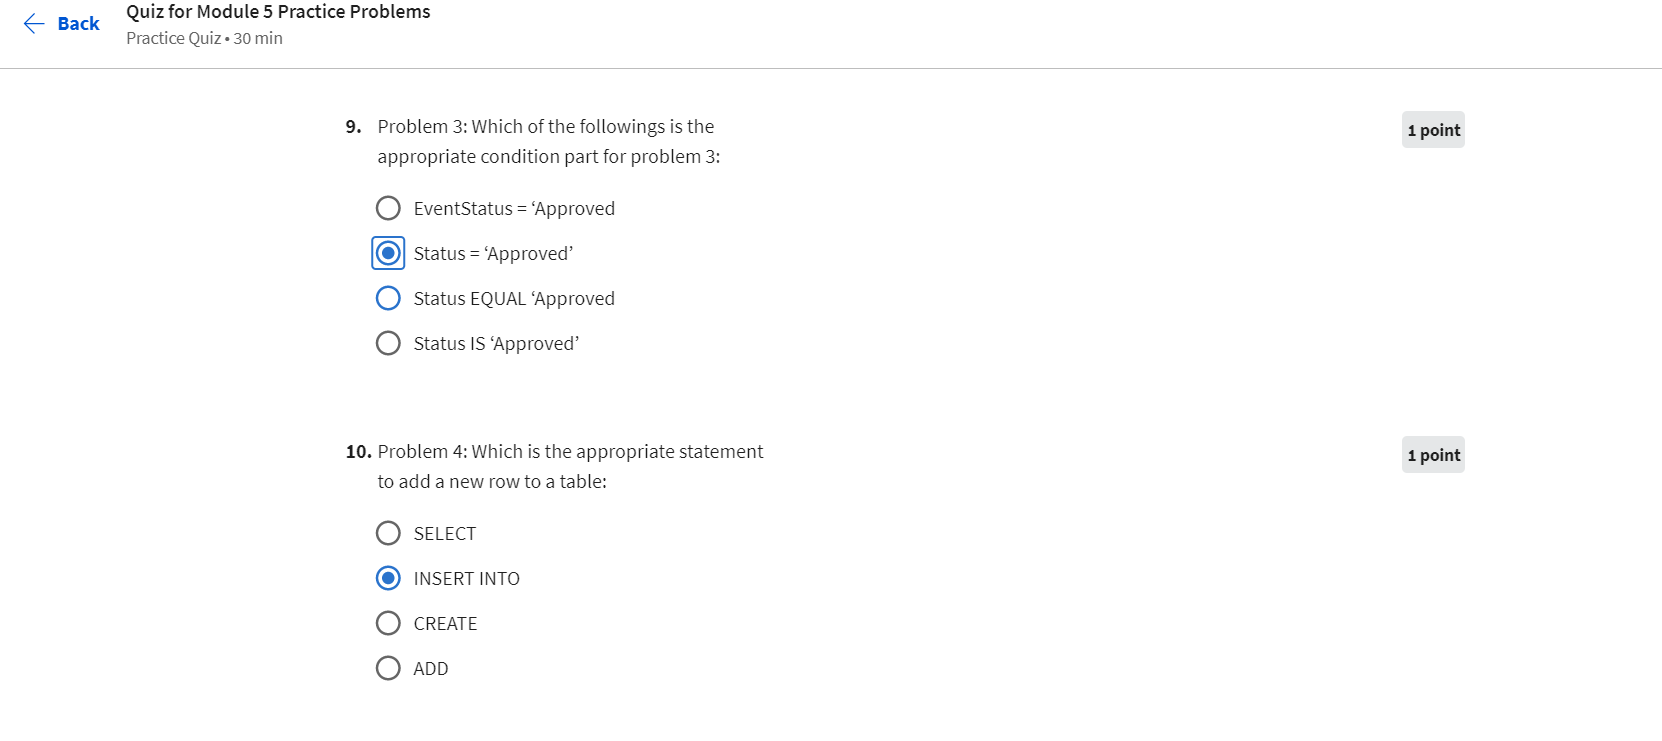 Back
Quiz for Module 5 Practice Problems
Practice Quiz • 30 min
9. Problem 3: Which of the followings is the
appropriate condition part for problem 3:
1 point
EventStatus = ‘Approved
Status = ‘Approved’
Status EQUAL ‘Approved
Status IS ‘Approved’
10. Problem 4: Which is the appropriate statement
to add a new row to a table:
1 point
SELECT
INSERT INTO
CREATE
ADD